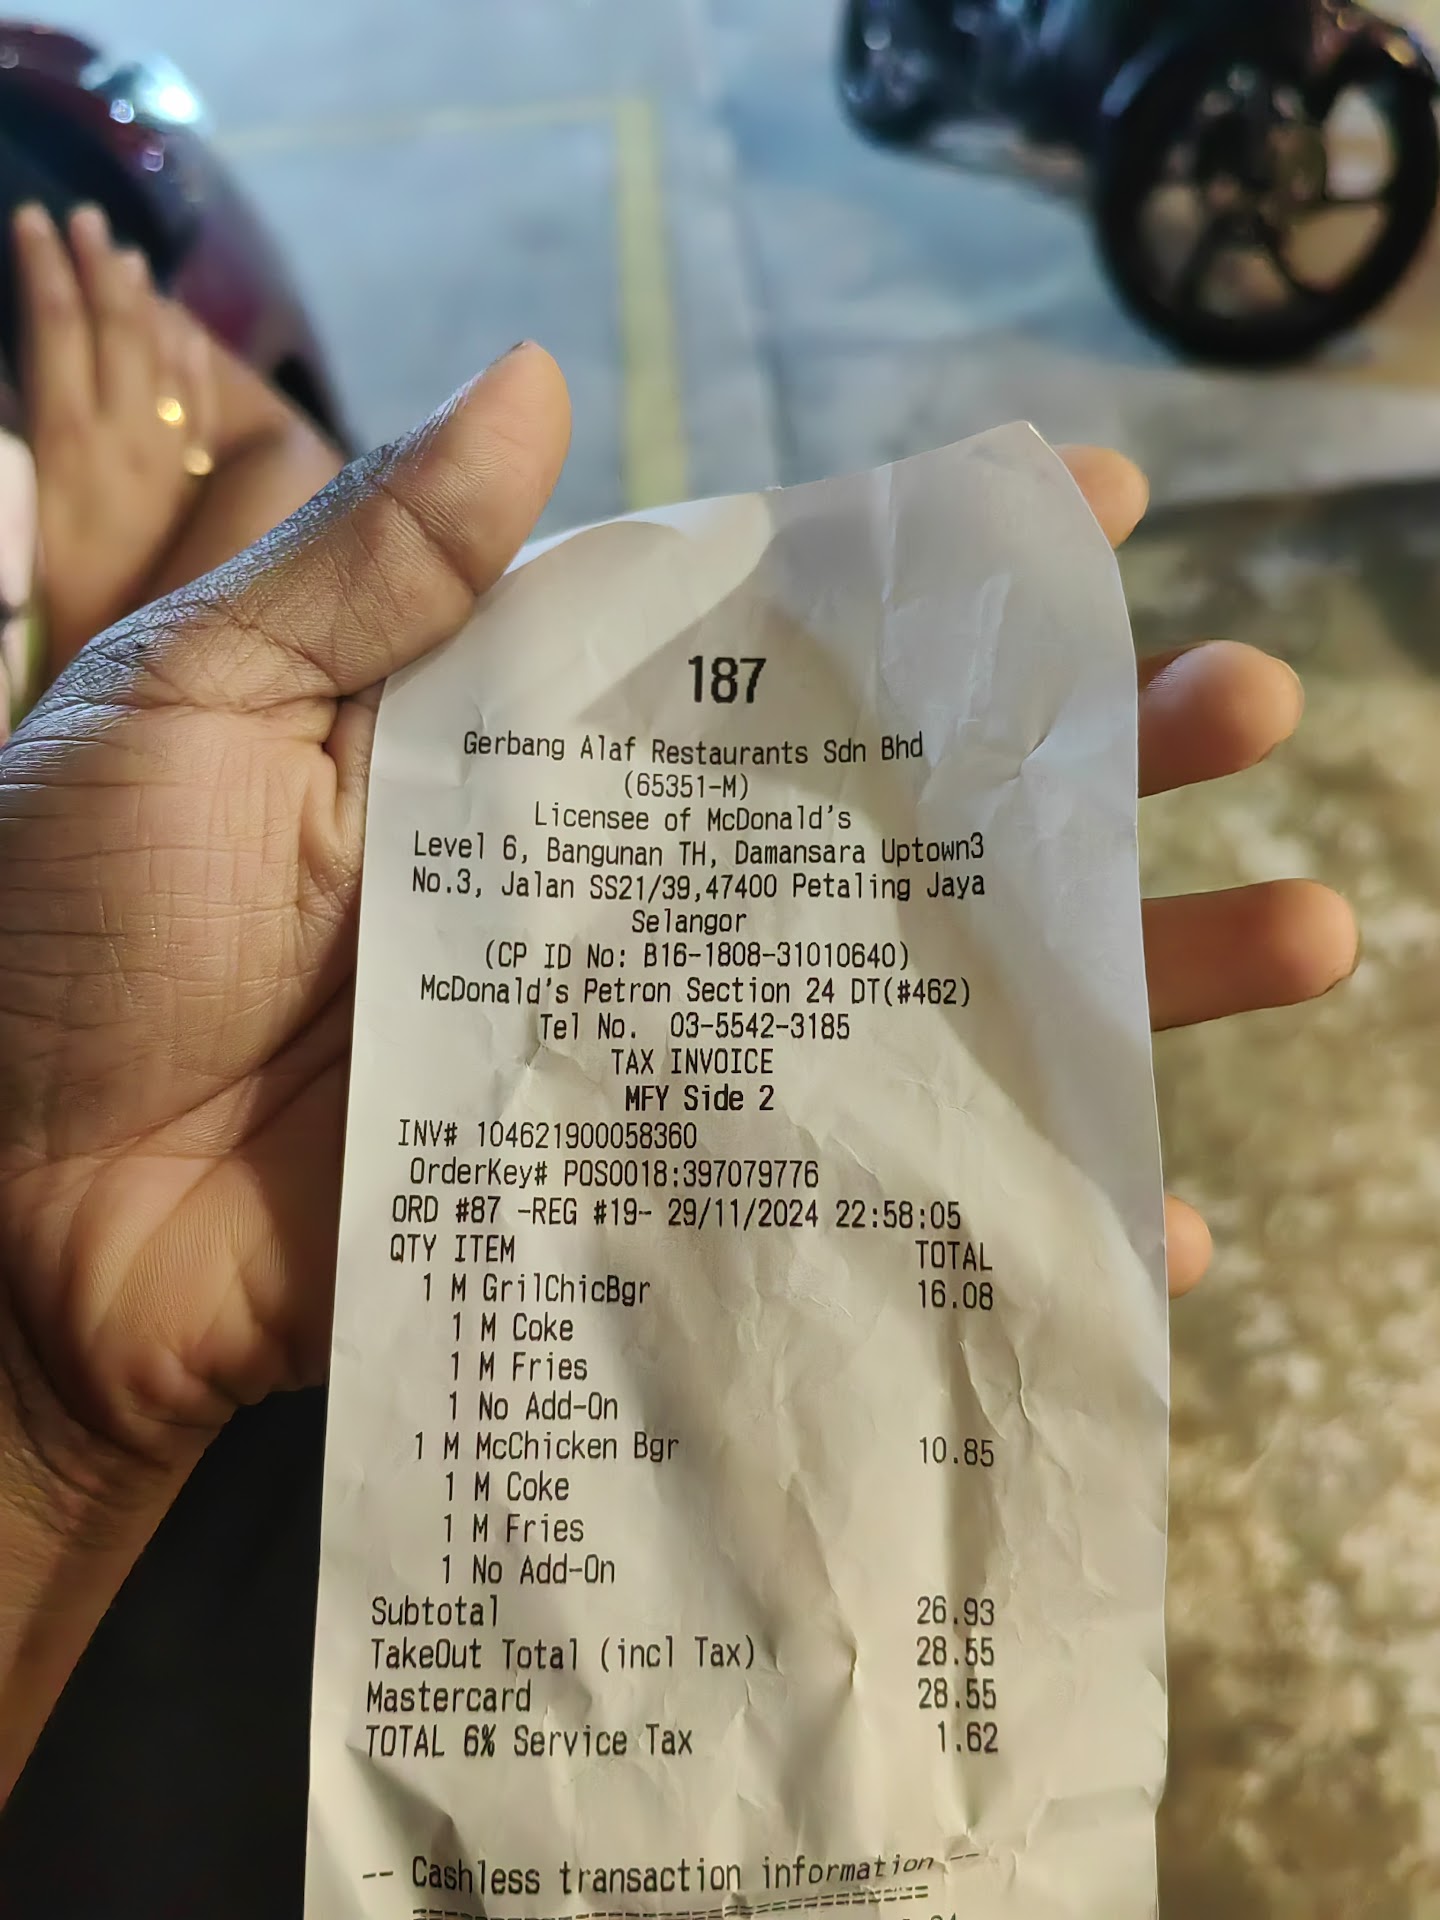 187
Gerbang Alaf Restaurants Sdn Bhd
(65351-M)
Licensee of McDonald's
Level 6, Bangunan TH, Damansara Uptown3
No.3, Jalan SS21/39,47400 Petaling Jaya
Selangor
(CP ID No: B16-1808-31010640)
McDonald's Petron Section 24 DT(#462)
Tel No. 03-5542-3185
TAX INVOICE
MFY Side 2
INV# 104621900058360
OrderKey# POS0018:397079776
ORD #87 -REG #19- 29/11/2024 22:58:05
QTY ITEM TOTAL
1 M GrilChicBgr 16.08
1 M Coke
1 M Fries
1 No Add-On
1 M McChicken Bgr 10.85
1 M Coke
1 M Fries
1 No Add-On
Subtotal 26.93
TakeOut Total (incl Tax) 28.55
Mastercard 28.55
TOTAL 6% Service Tax 1.62
-- Cashless transaction information --